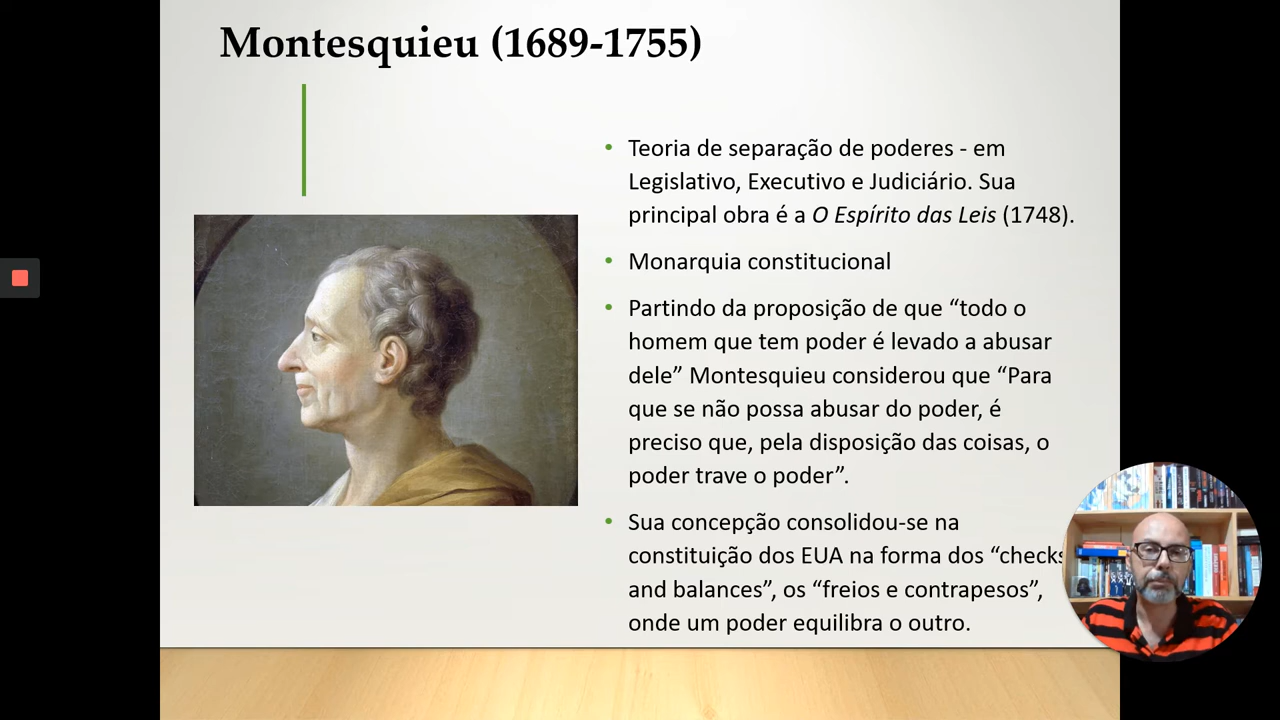 Montesquieu (1689-1755)
• Teoria de separação de poderes - em
Legislativo, Executivo e Judiciário. Sua
principal obra é a O Espírito das Leis (1748).
• Monarquia constitucional
• Partindo da proposição de que “todo o
homem que tem poder é levado a abusar
dele” Montesquieu considerou que “Para
que se não possa abusar do poder, é
preciso que, pela disposição das coisas, o
poder trave o poder”.
• Sua concepção consolidou-se na
constituição dos EUA na forma dos “checks
and balances”, os “freios e contrapesos”,
onde um poder equilibra o outro.